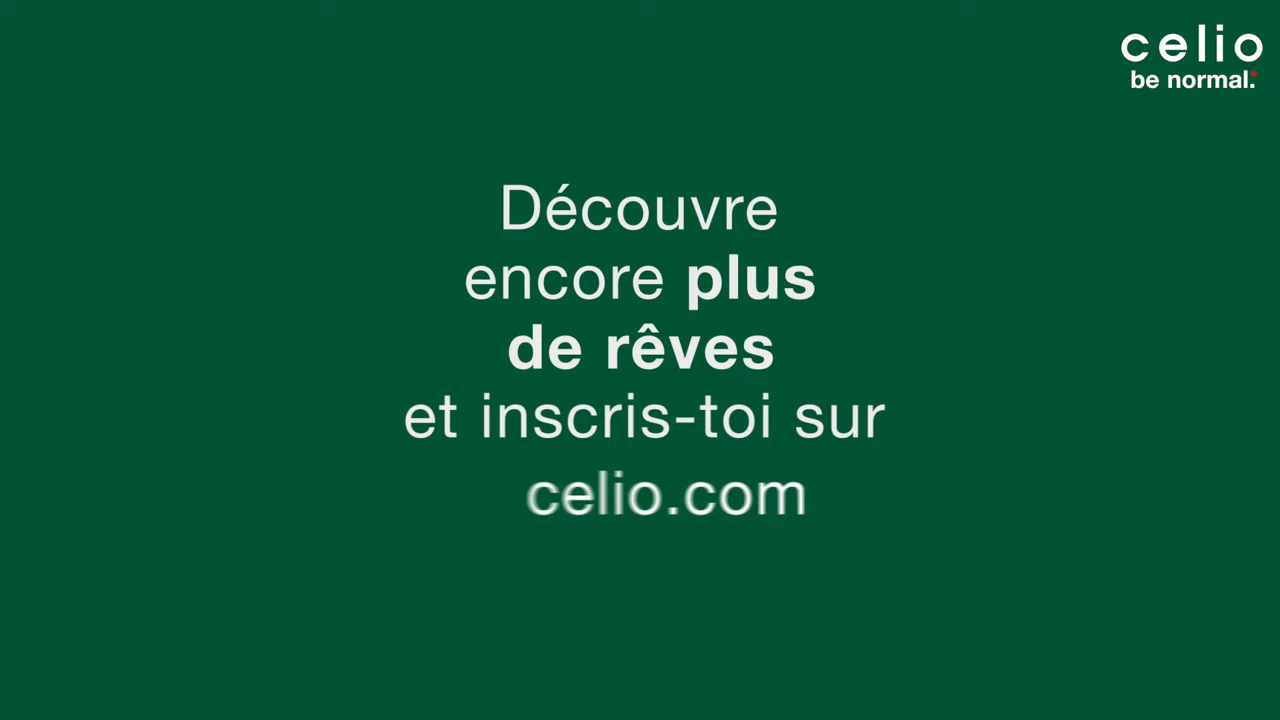 celio
be normal.
Découvre
encore plus
de rêves
et inscris-toi sur
celio.com